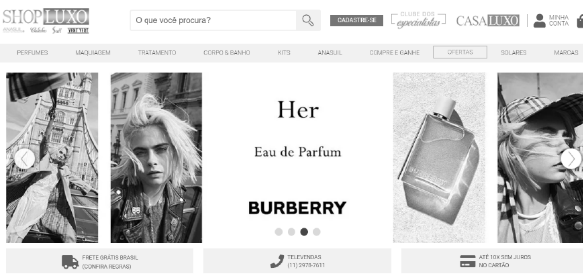 SHOPLUXO
O que você procura?
CADASTRE-SE
CLUBE DOS
especialistas
CASALUXO
MINHA
CONTA
PERFUMES
MAQUIAGEM
TRATAMENTO
CORPO & BANHO
KITS
ANASUIL
COMPRE E GANHE
OFERTAS
SOLARES
MARCAS
Her
Eau de Parfum
BURBERRY
FRETE GRÁTIS BRASIL
(CONFIRA REGRAS)
TELEVENDAS
(11) 2978-7611
ATÉ 10X SEM JUROS
NO CARTÃO